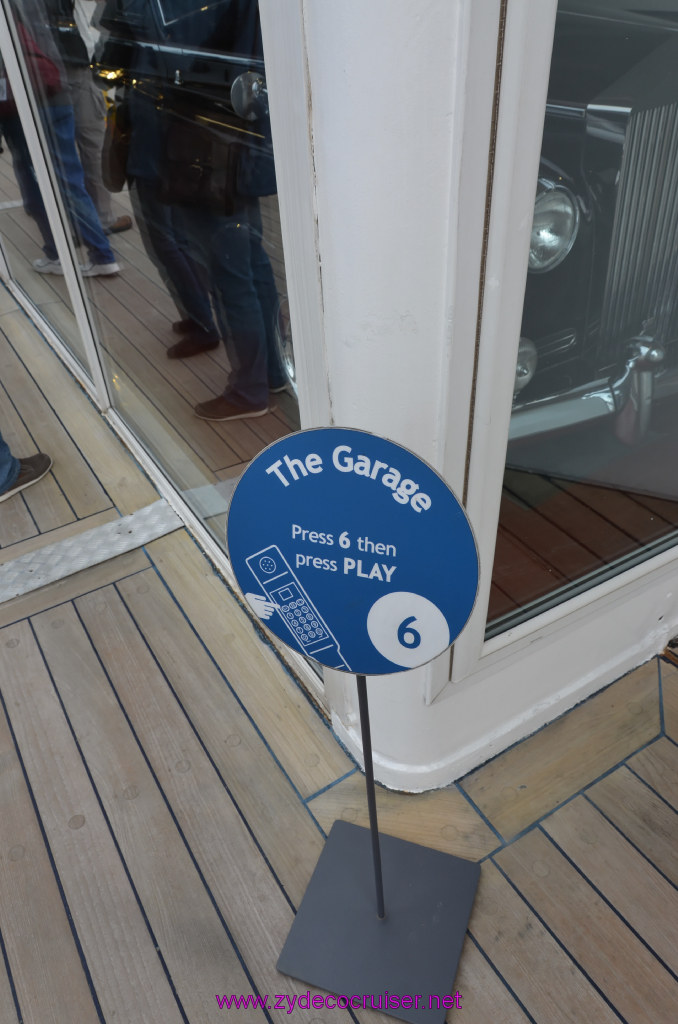 The Garage
Press 6 then
press PLAY
6
www.zydecocruiser.net